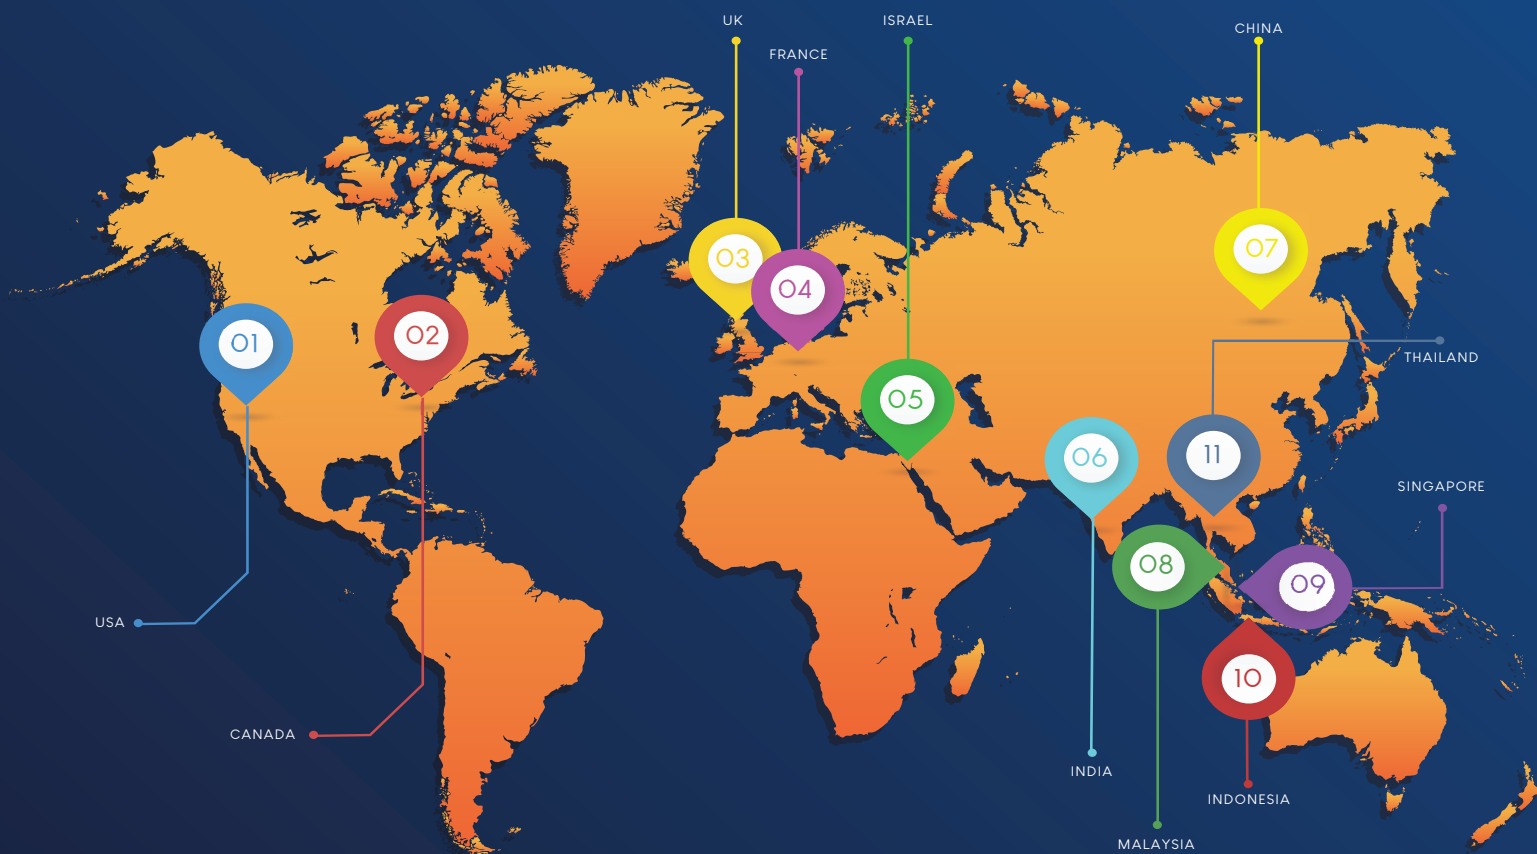 UK
ISRAEL
CHINA
FRANCE
03
07
04
01
02
THAILAND
05
06
11
SINGAPORE
08
09
USA
10
CANADA
INDIA
INDONESIA
MALAYSIA